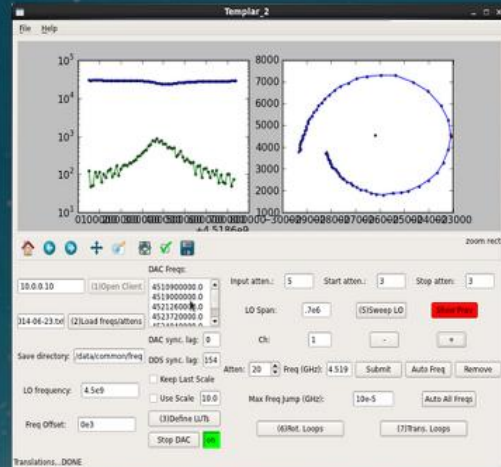 Templar_2
File Help
10^5
10^4
10^3
10^2
10^1
8000
7000
6000
5000
4000
3000
2000
1000
+4.5186e9
zoom rect
DAC Freqs:
10.0.0.10 (1)Open Client
4510900000.0
4519000000.0
4521260000.0
4523720000.0
Input atten.: 5 Start atten.: 3 Stop atten: 3
014-06-23.txt (2)Load freqs/attens
LO Span: .7e6 (5)Sweep LO Show Prev
DAC sync. lag: 0
Ch: 1 - +
Save directory: /data/common/freq
DDS sync. lag: 154
Atten: 20 Freq (GHz): 4.519 Submit Auto Freq Remove
Keep Last Scale
LO frequency: 4.5e9
Use Scale 10.0
Max Freq Jump (GHz): 10e-5 Auto All Freqs
(3)Define LUTs
Freq Offset: 0e3
(6)Rot. Loops (7)Trans. Loops
Stop DAC on
Translations...DONE